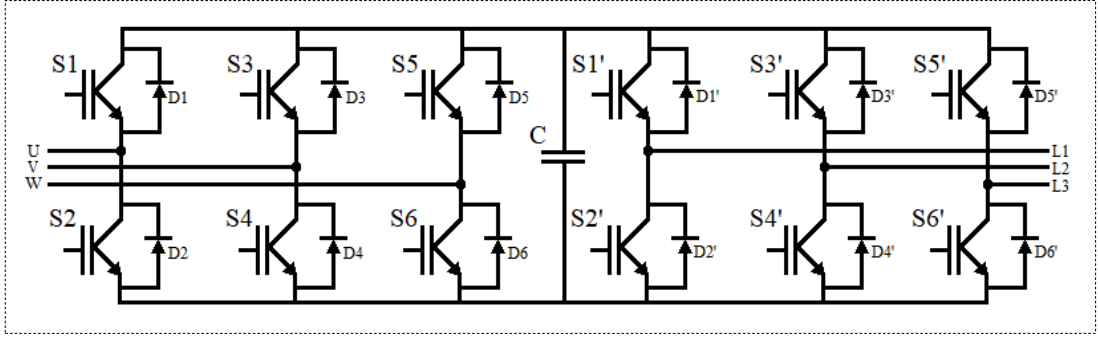 S1 D1 S3 D3 S5 D5 S1' D1' S3' D3' S5' D5'
C
U L1
V L2
W L3
S2 D2 S4 D4 S6 D6 S2' D2' S4' D4' S6' D6'